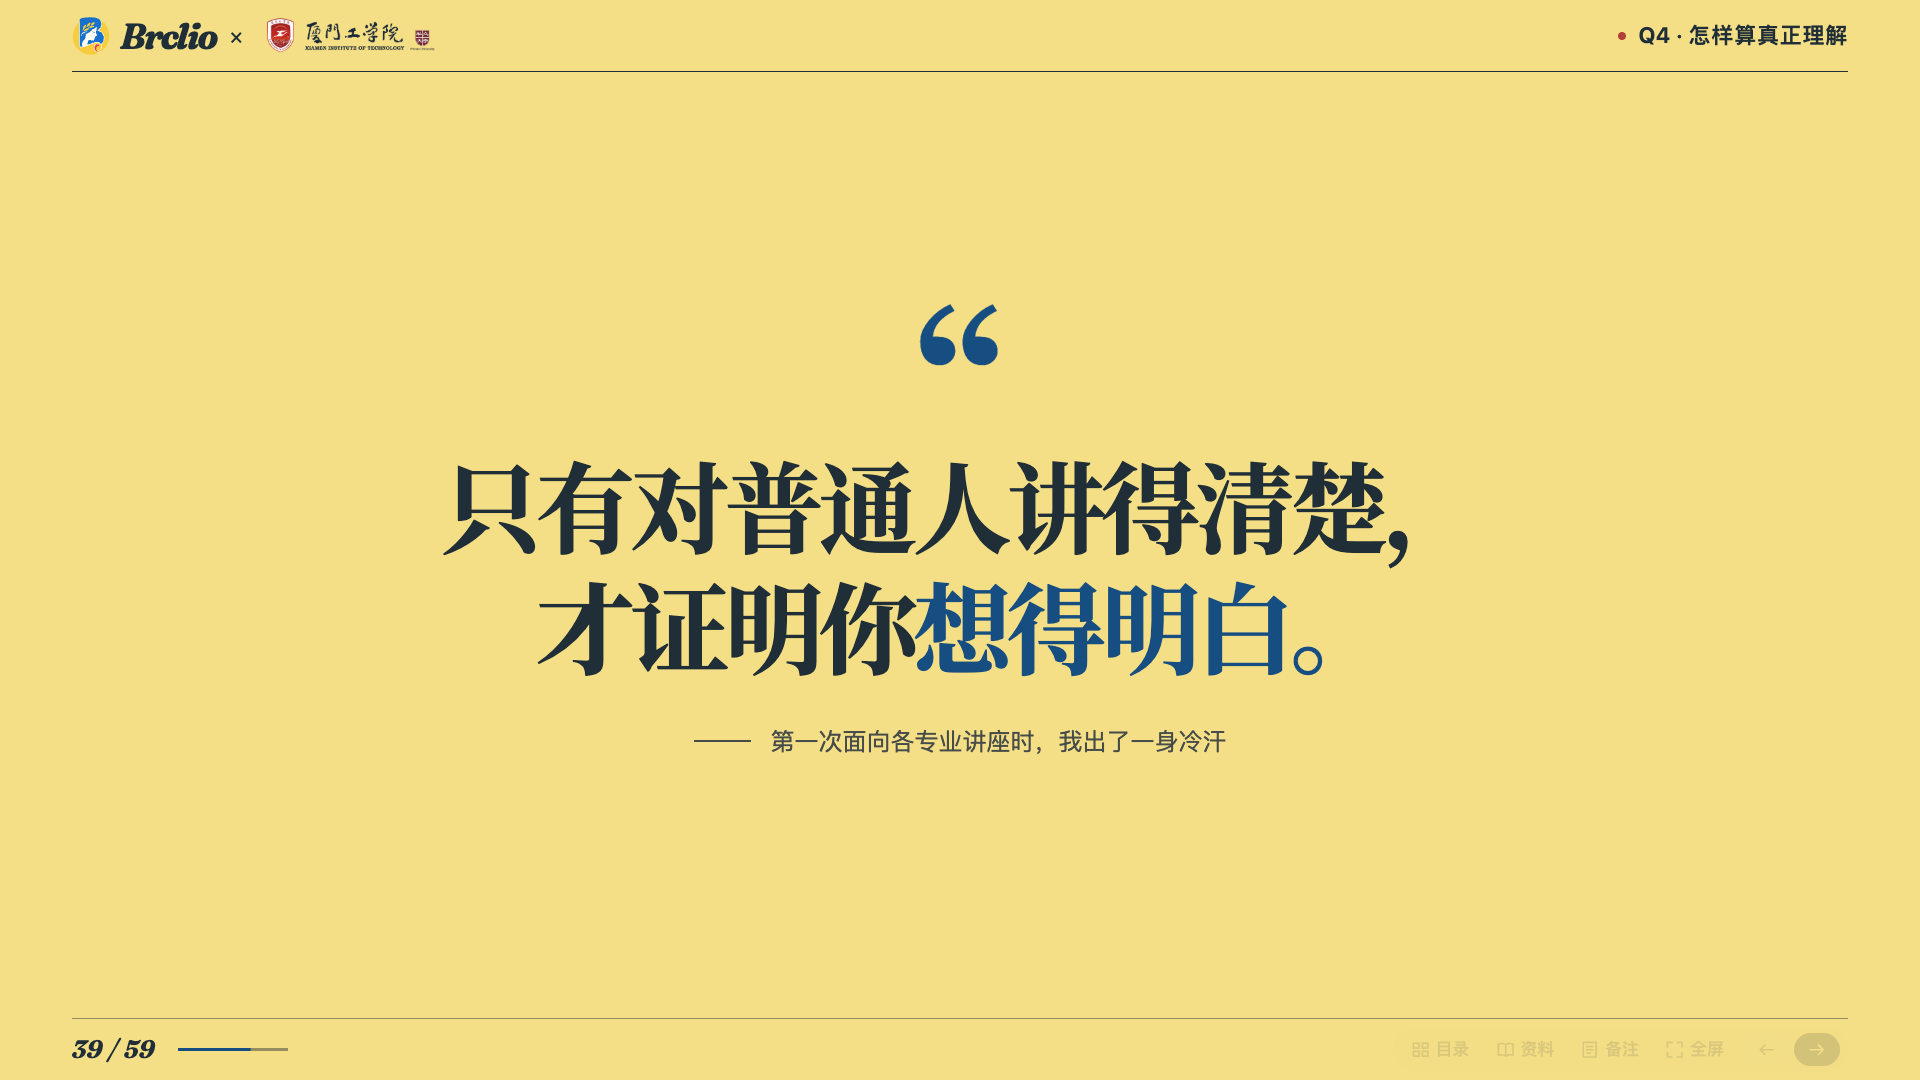 Brclio × 厦門工学院
XIAMEN INSTITUTE OF TECHNOLOGY
Q4 · 怎样算真正理解
“
只有对普通人讲得清楚，
才证明你想得明白。
—— 第一次面向各专业讲座时，我出了一身冷汗
39 / 59
目录 资料 备注 全屏 ← →